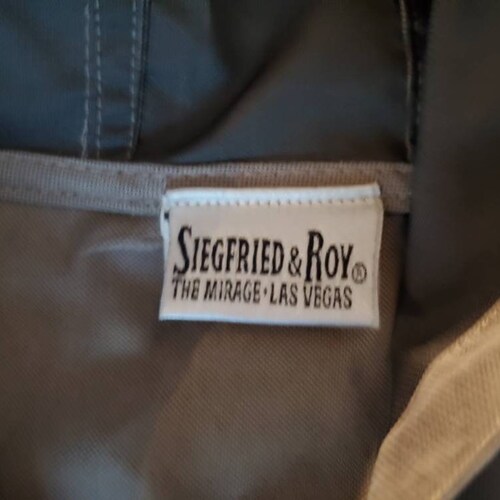 SIEGFRIED & ROY®
THE MIRAGE · LAS VEGAS